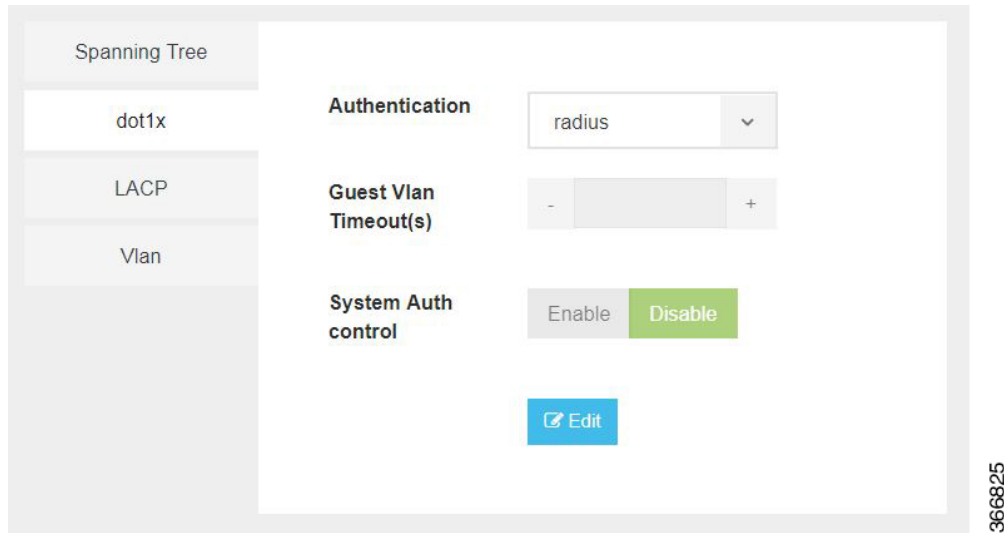 Spanning Tree
dot1x
LACP
Vlan
Authentication
radius
Guest Vlan
Timeout(s)
-
+
System Auth
control
Enable
Disable
Edit
366825